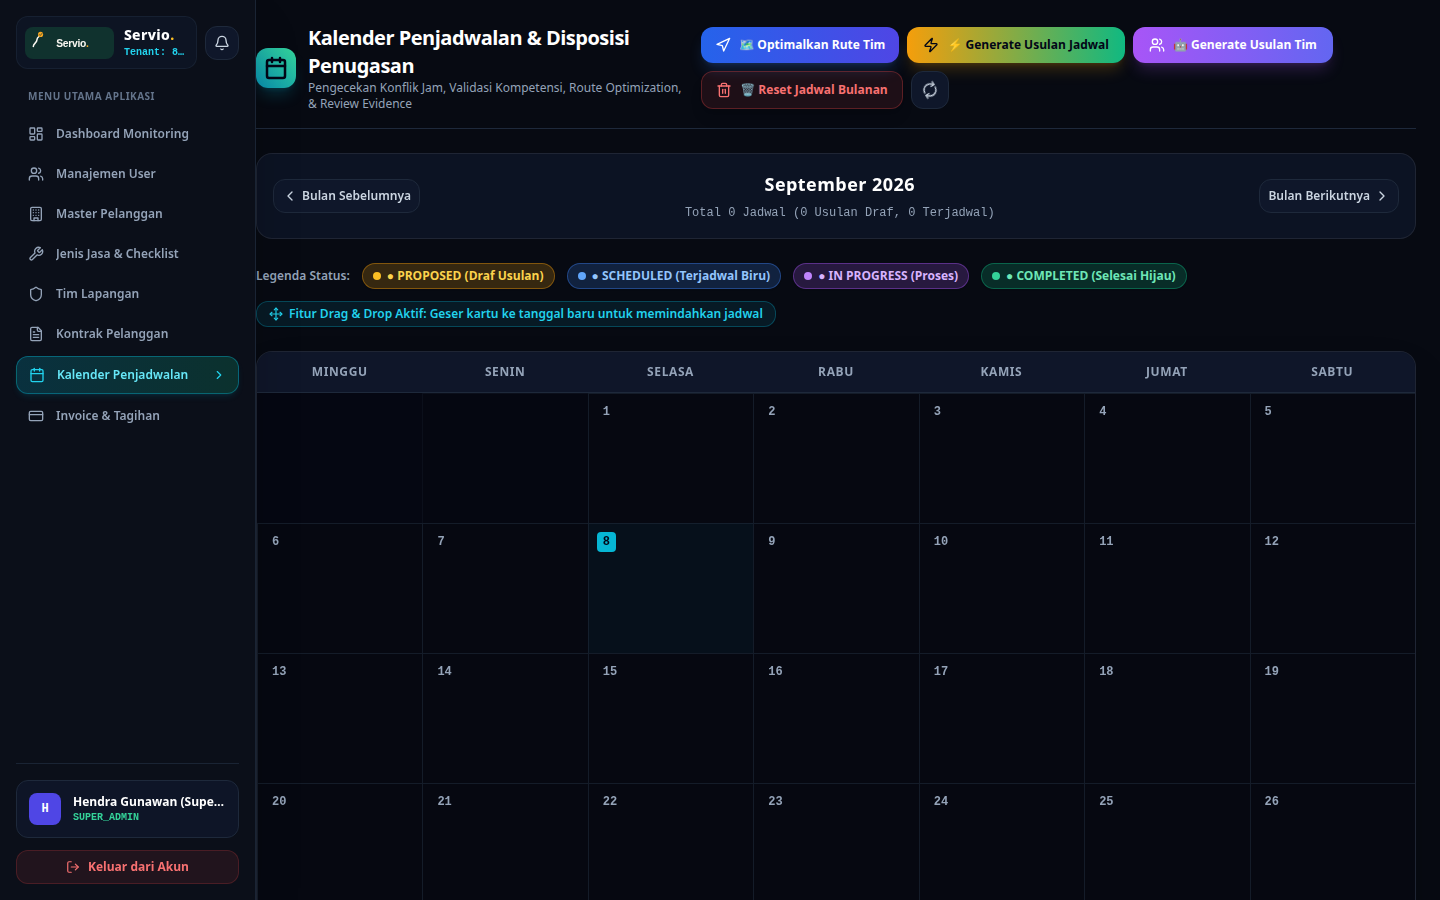 Servio.
Servio.
Tenant: 8…
MENU UTAMA APLIKASI
Dashboard Monitoring
Manajemen User
Master Pelanggan
Jenis Jasa & Checklist
Tim Lapangan
Kontrak Pelanggan
Kalender Penjadwalan
Invoice & Tagihan
H
Hendra Gunawan (Supe…
SUPER_ADMIN
Keluar dari Akun
Kalender Penjadwalan & Disposisi
Penugasan
Pengecekan Konflik Jam, Validasi Kompetensi, Route Optimization,
& Review Evidence
🗺️ Optimalkan Rute Tim
⚡ Generate Usulan Jadwal
🤖 Generate Usulan Tim
🗑️ Reset Jadwal Bulanan
Bulan Sebelumnya
September 2026
Total 0 Jadwal (0 Usulan Draf, 0 Terjadwal)
Bulan Berikutnya
Legenda Status:
● PROPOSED (Draf Usulan)
● SCHEDULED (Terjadwal Biru)
● IN PROGRESS (Proses)
● COMPLETED (Selesai Hijau)
Fitur Drag & Drop Aktif: Geser kartu ke tanggal baru untuk memindahkan jadwal
MINGGU SENIN SELASA RABU KAMIS JUMAT SABTU
1 2 3 4 5
6 7 8 9 10 11 12
13 14 15 16 17 18 19
20 21 22 23 24 25 26